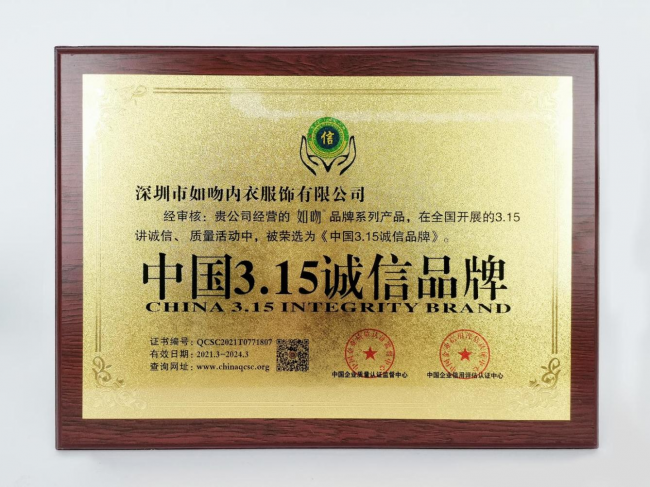 信
深圳市如吻内衣服饰有限公司
经审核：贵公司经营的 如吻® 品牌系列产品，在全国开展的3.15
讲诚信、质量活动中，被荣选为《中国3.15诚信品牌》。
中国3.15诚信品牌
CHINA 3.15 INTEGRITY BRAND
证书编号：QCSC2021T0771807
有效日期：2021.3-2024.3
查询网址：www.chinaqcsc.org
中国企业质量认证监督中心
中国企业信用评估认证中心